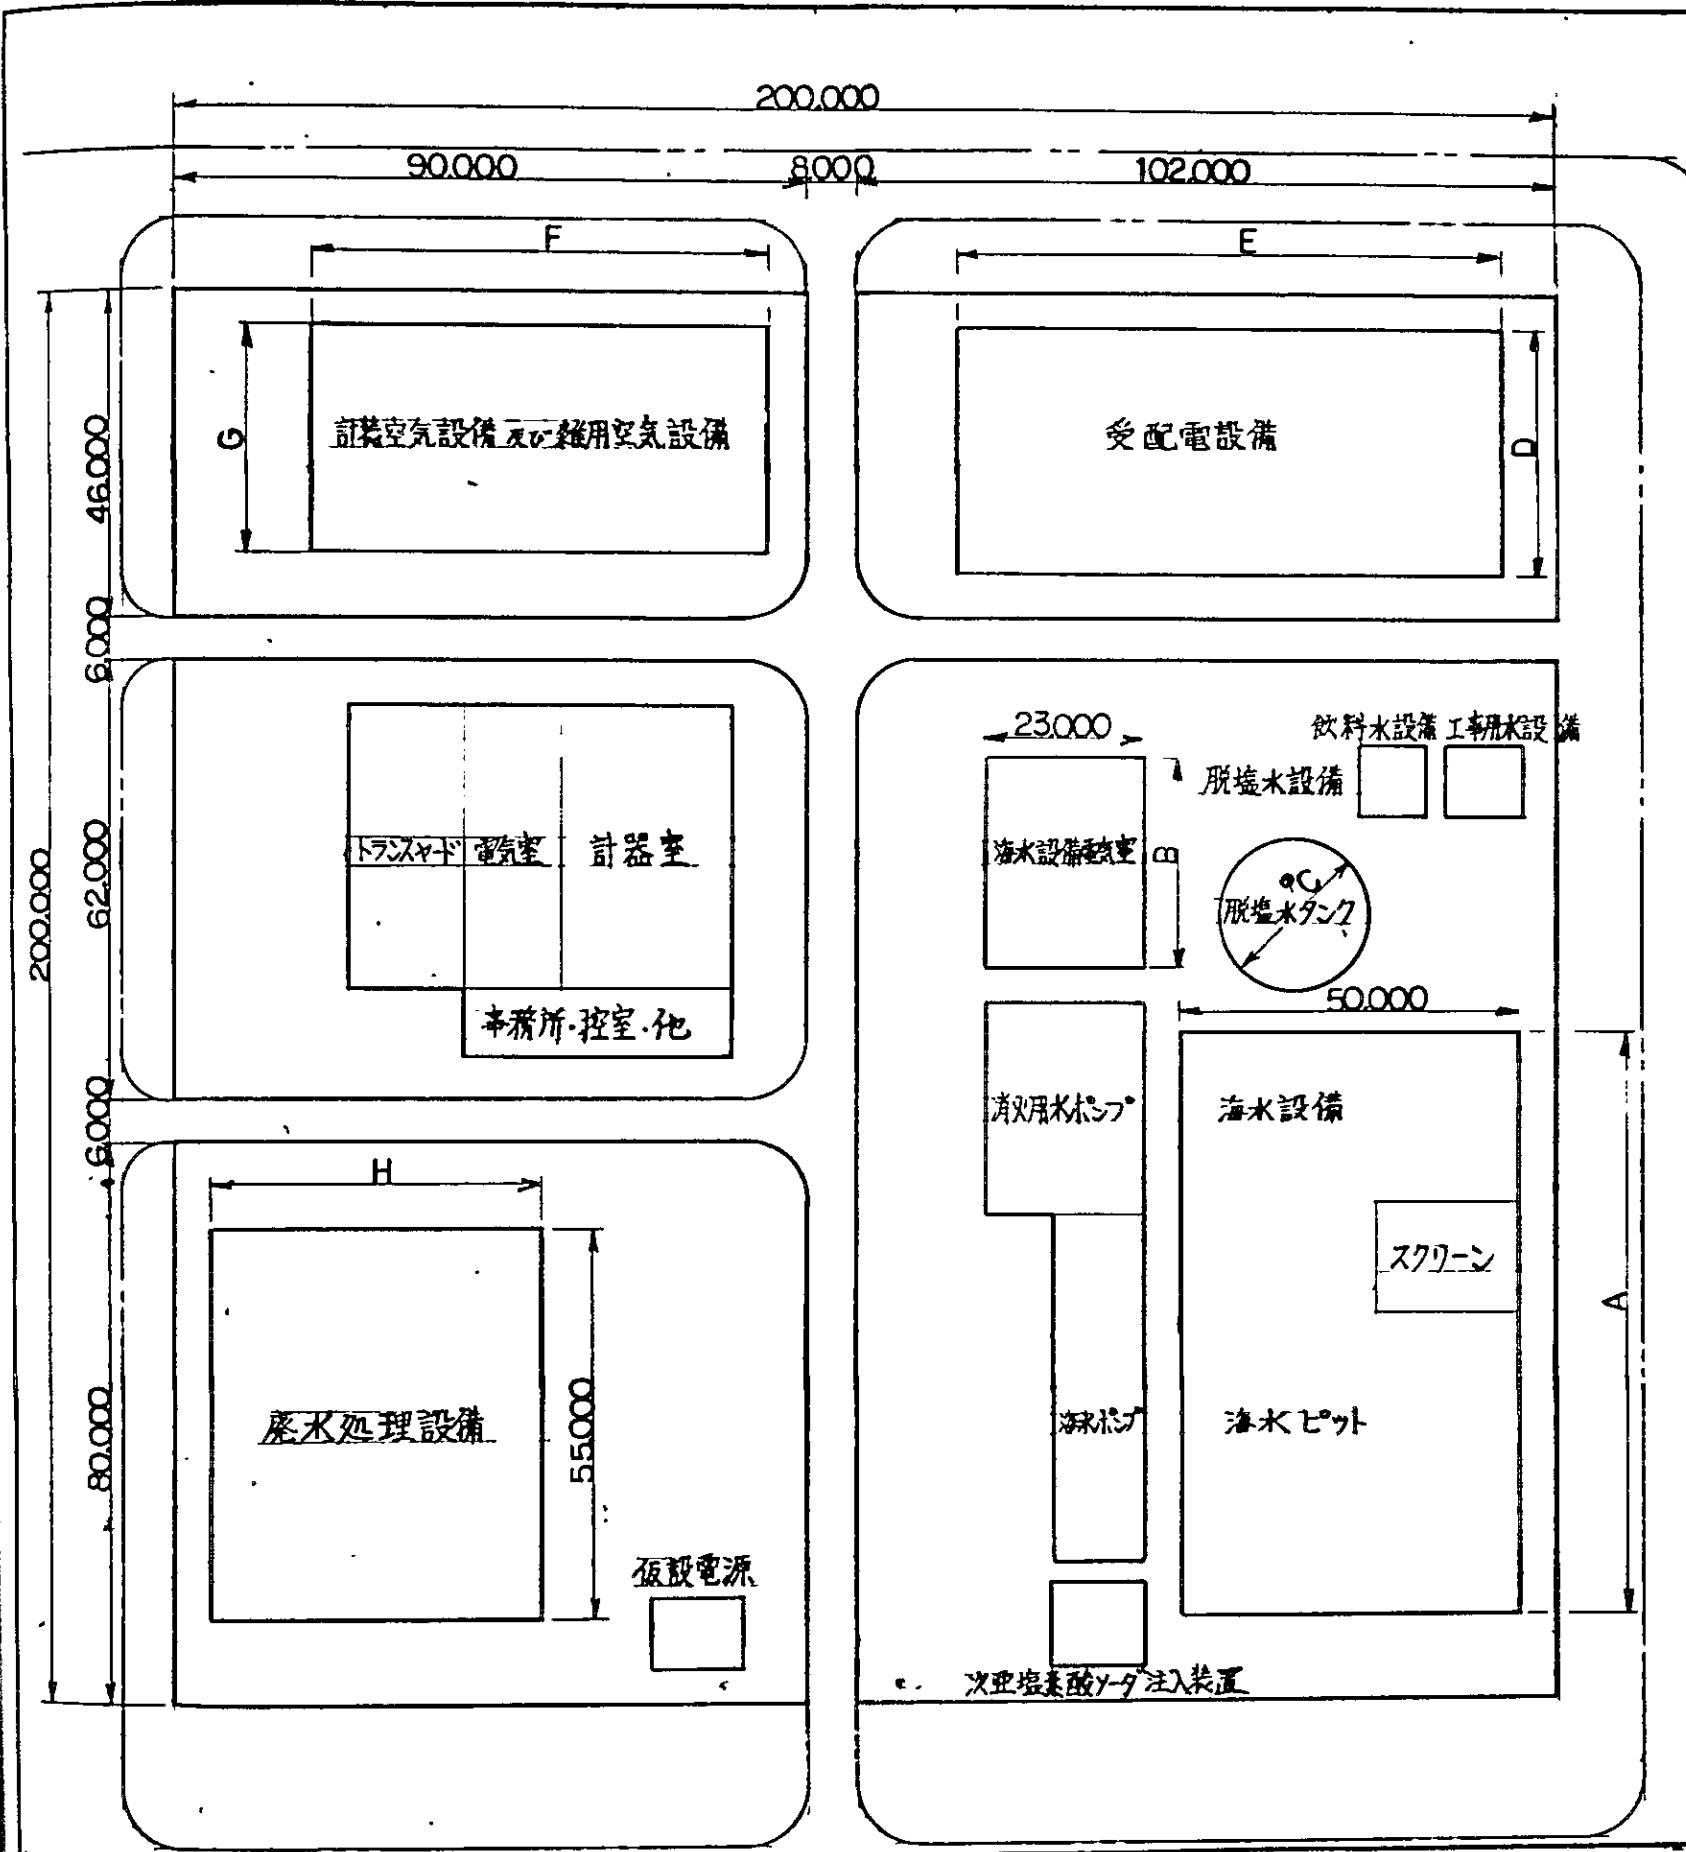 200.000
90.000
8.000
102.000
F
E
G
計装空気設備及び雑用空気設備
受配電設備
D
46.000
6.000
62.000
6.000
80.000
200.000
トランスヤード
電気室
計器室
事務所・控室・他
23.000
飲料水設備
工事用水設備
脱塩水設備
海水設備電気室
B
φC
脱塩水タンク
50.000
消火用水ポンプ
海水設備
スクリーン
A
H
廃水処理設備
55.000
海水ポンプ
海水ピット
仮設電源
次亜塩素酸ソーダ注入装置